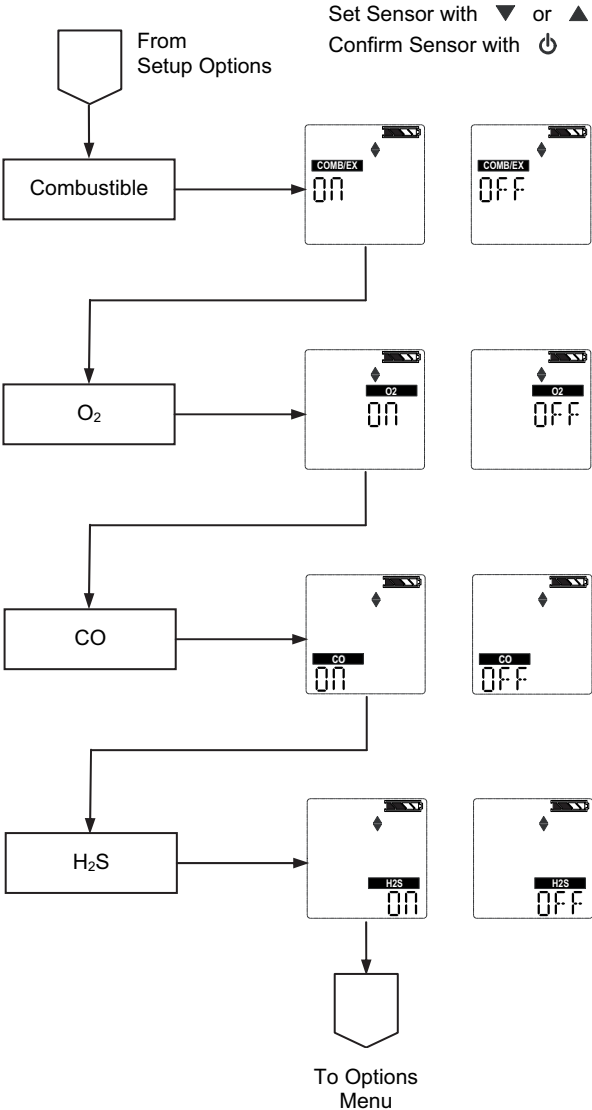 Set Sensor with ▼ or ▲
Confirm Sensor with ⏻
From
Setup Options
Combustible
COMB/EX
ON
COMB/EX
OFF
O₂
O2
ON
O2
OFF
CO
CO
ON
CO
OFF
H₂S
H2S
ON
H2S
OFF
To Options
Menu